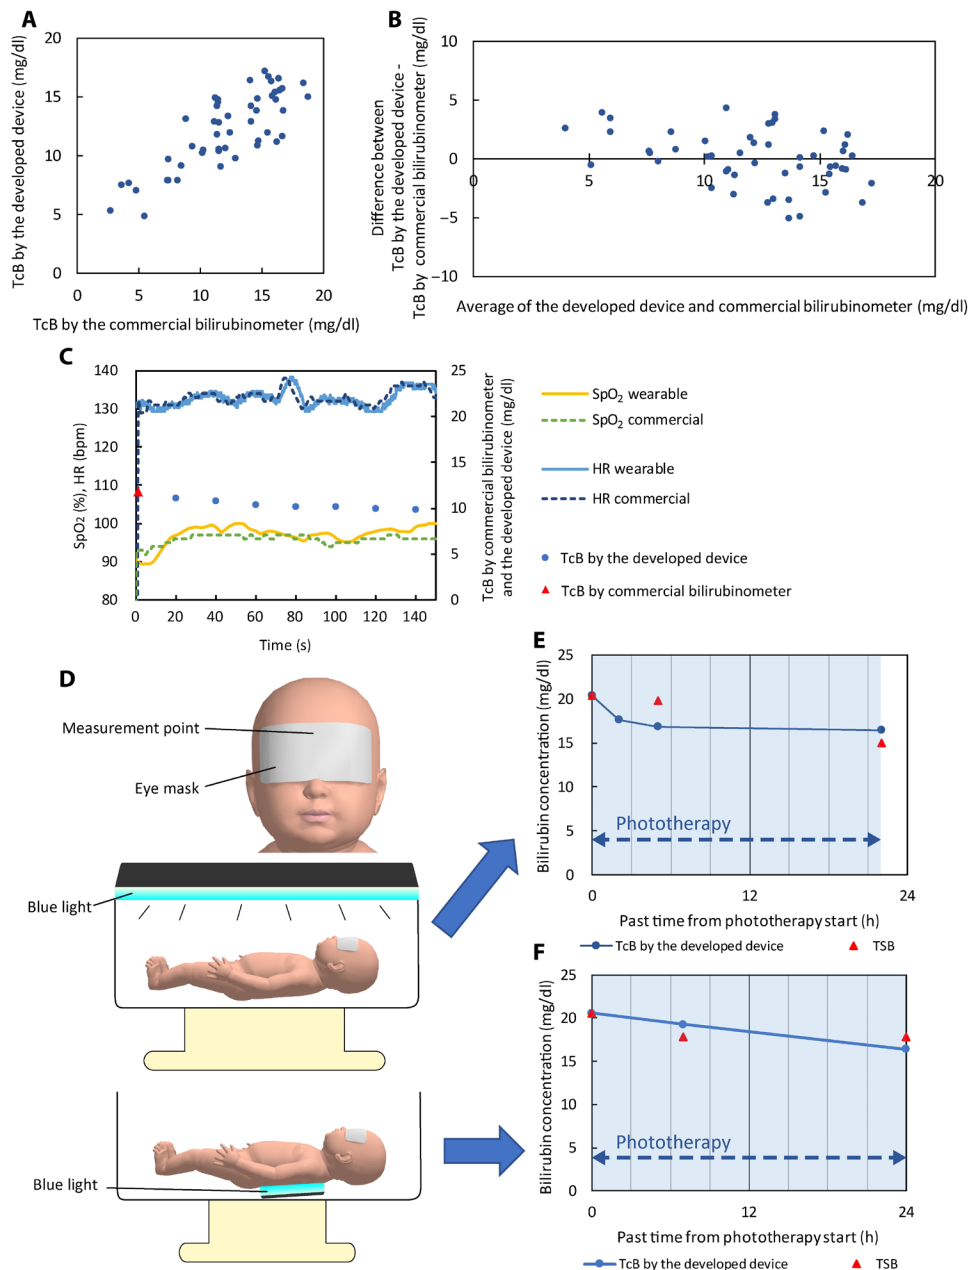 A
TcB by the developed device (mg/dl)
20
15
10
5
0
0
5
10
15
20
TcB by the commercial bilirubinometer (mg/dl)
B
Difference between
TcB by the developed device -
TcB by commercial bilirubinometer (mg/dl)
10
5
0
−5
−10
0
5
10
15
20
Average of the developed device and commercial bilirubinometer (mg/dl)
C
SpO2 (%), HR (bpm)
140
130
120
110
100
90
80
0
20
40
60
80
100
120
140
Time (s)
25
20
15
10
5
0
TcB by commercial bilirubinometer
and the developed device (mg/dl)
SpO2 wearable
SpO2 commercial
HR wearable
HR commercial
TcB by the developed device
TcB by commercial bilirubinometer
D
Measurement point
Eye mask
Blue light
Blue light
E
Bilirubin concentration (mg/dl)
25
20
15
10
5
0
Phototherapy
0
12
24
Past time from phototherapy start (h)
TcB by the developed device
TSB
F
Bilirubin concentration (mg/dl)
25
20
15
10
5
0
Phototherapy
0
12
24
Past time from phototherapy start (h)
TcB by the developed device
TSB